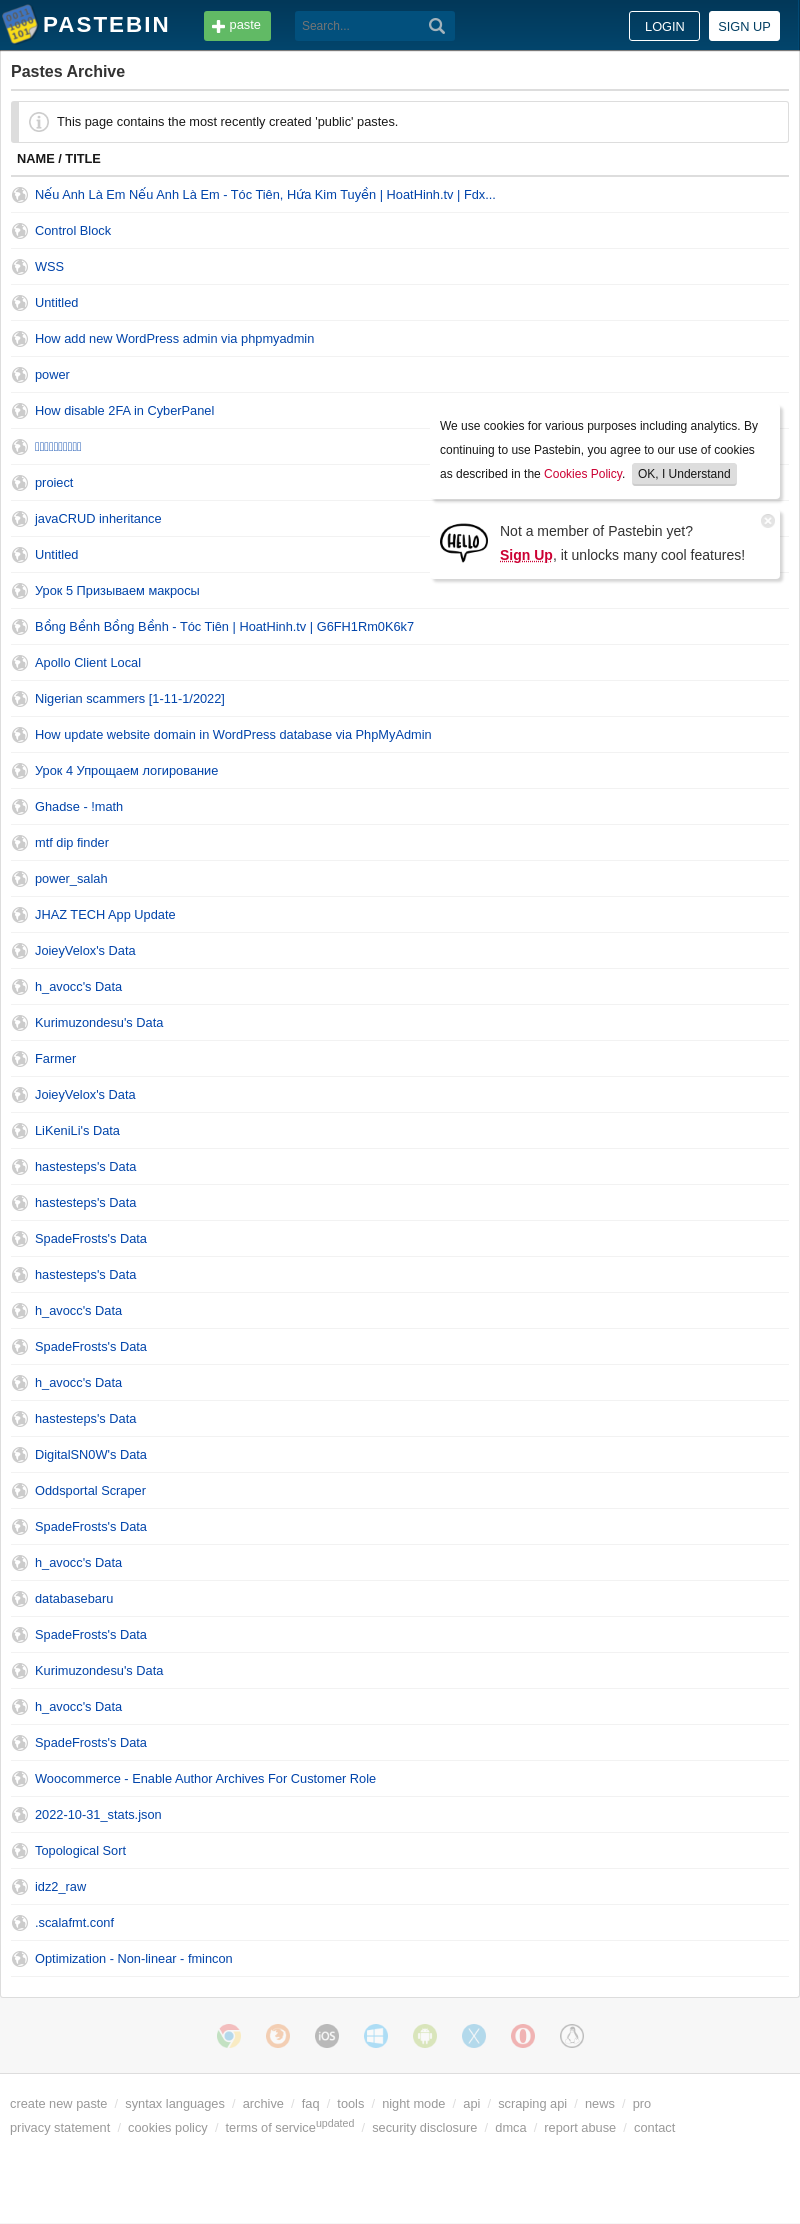 PASTEBIN
paste
Search...
LOGIN
SIGN UP
Pastes Archive
This page contains the most recently created 'public' pastes.
NAME / TITLE
Nếu Anh Là Em Nếu Anh Là Em - Tóc Tiên, Hứa Kim Tuyền | HoatHinh.tv | Fdx...
Control Block
WSS
Untitled
How add new WordPress admin via phpmyadmin
power
How disable 2FA in CyberPanel
proiect
javaCRUD inheritance
Untitled
We use cookies for various purposes including analytics. By
continuing to use Pastebin, you agree to our use of cookies
as described in the Cookies Policy. OK, I Understand
HELLO
Not a member of Pastebin yet?
Sign Up, it unlocks many cool features!
Урок 5 Призываем макросы
Bồng Bềnh Bồng Bềnh - Tóc Tiên | HoatHinh.tv | G6FH1Rm0K6k7
Apollo Client Local
Nigerian scammers [1-11-1/2022]
How update website domain in WordPress database via PhpMyAdmin
Урок 4 Упрощаем логирование
Ghadse - !math
mtf dip finder
power_salah
JHAZ TECH App Update
JoieyVelox's Data
h_avocc's Data
Kurimuzondesu's Data
Farmer
JoieyVelox's Data
LiKeniLi's Data
hastesteps's Data
hastesteps's Data
SpadeFrosts's Data
hastesteps's Data
h_avocc's Data
SpadeFrosts's Data
h_avocc's Data
hastesteps's Data
DigitalSN0W's Data
Oddsportal Scraper
SpadeFrosts's Data
h_avocc's Data
databasebaru
SpadeFrosts's Data
Kurimuzondesu's Data
h_avocc's Data
SpadeFrosts's Data
Woocommerce - Enable Author Archives For Customer Role
2022-10-31_stats.json
Topological Sort
idz2_raw
.scalafmt.conf
Optimization - Non-linear - fmincon
iOS
create new paste / syntax languages / archive / faq / tools / night mode / api / scraping api / news / pro
privacy statement / cookies policy / terms of service updated / security disclosure / dmca / report abuse / contact